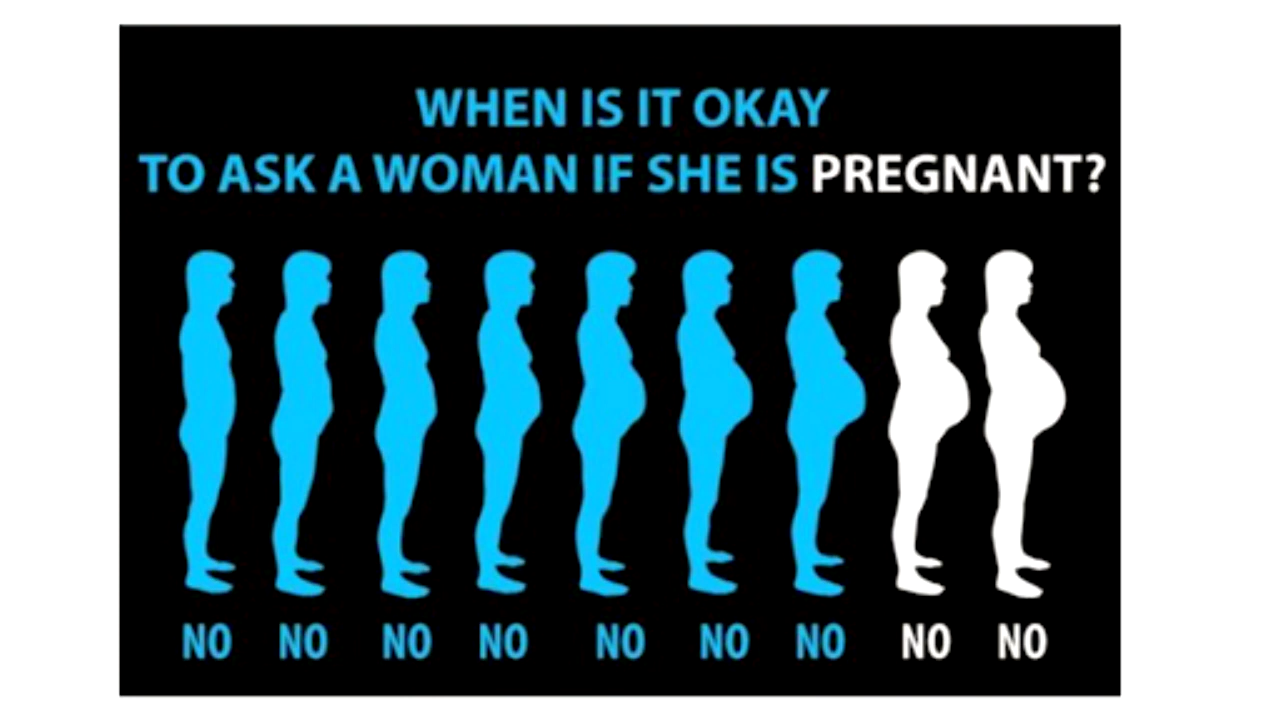 WHEN IS IT OKAY
TO ASK A WOMAN IF SHE IS PREGNANT?
NO NO NO NO NO NO NO NO NO